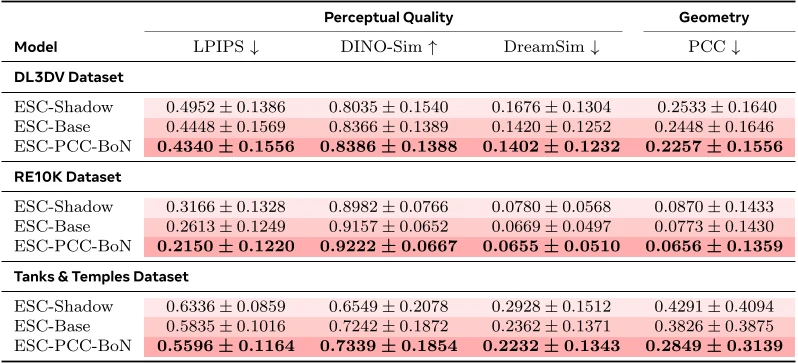 Perceptual Quality Geometry
Model LPIPS ↓ DINO-Sim ↑ DreamSim ↓ PCC ↓
DL3DV Dataset
ESC-Shadow 0.4952 ± 0.1386 0.8035 ± 0.1540 0.1676 ± 0.1304 0.2533 ± 0.1640
ESC-Base 0.4448 ± 0.1569 0.8366 ± 0.1389 0.1420 ± 0.1252 0.2448 ± 0.1646
ESC-PCC-BoN 0.4340 ± 0.1556 0.8386 ± 0.1388 0.1402 ± 0.1232 0.2257 ± 0.1556
RE10K Dataset
ESC-Shadow 0.3166 ± 0.1328 0.8982 ± 0.0766 0.0780 ± 0.0568 0.0870 ± 0.1433
ESC-Base 0.2613 ± 0.1249 0.9157 ± 0.0652 0.0669 ± 0.0497 0.0773 ± 0.1430
ESC-PCC-BoN 0.2150 ± 0.1220 0.9222 ± 0.0667 0.0655 ± 0.0510 0.0656 ± 0.1359
Tanks & Temples Dataset
ESC-Shadow 0.6336 ± 0.0859 0.6549 ± 0.2078 0.2928 ± 0.1512 0.4291 ± 0.4094
ESC-Base 0.5835 ± 0.1016 0.7242 ± 0.1872 0.2362 ± 0.1371 0.3826 ± 0.3875
ESC-PCC-BoN 0.5596 ± 0.1164 0.7339 ± 0.1854 0.2232 ± 0.1343 0.2849 ± 0.3139